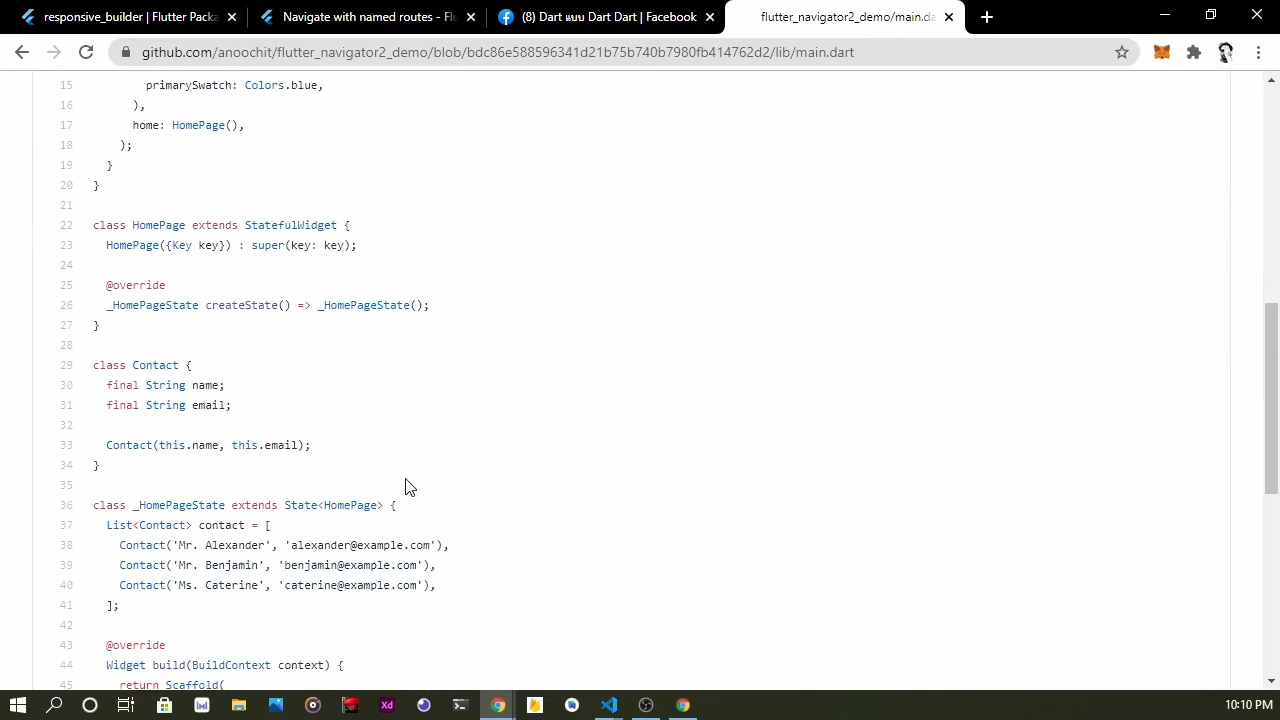 responsive_builder | Flutter Packa
Navigate with named routes - Flu
(8) Dart แบบ Dart Dart | Facebook
flutter_navigator2_demo/main.da
github.com/anoochit/flutter_navigator2_demo/blob/bdc86e588596341d21b75b740b7980fb414762d2/lib/main.dart
15 primarySwatch: Colors.blue,
16 ),
17 home: HomePage(),
18 );
19 }
20 }
21
22 class HomePage extends StatefulWidget {
23 HomePage({Key key}) : super(key: key);
24
25 @override
26 _HomePageState createState() => _HomePageState();
27 }
28
29 class Contact {
30 final String name;
31 final String email;
32
33 Contact(this.name, this.email);
34 }
35
36 class _HomePageState extends State<HomePage> {
37 List<Contact> contact = [
38 Contact('Mr. Alexander', 'alexander@example.com'),
39 Contact('Mr. Benjamin', 'benjamin@example.com'),
40 Contact('Ms. Caterine', 'caterine@example.com'),
41 ];
42
43 @override
44 Widget build(BuildContext context) {
45 return Scaffold(
Xd
10:10 PM